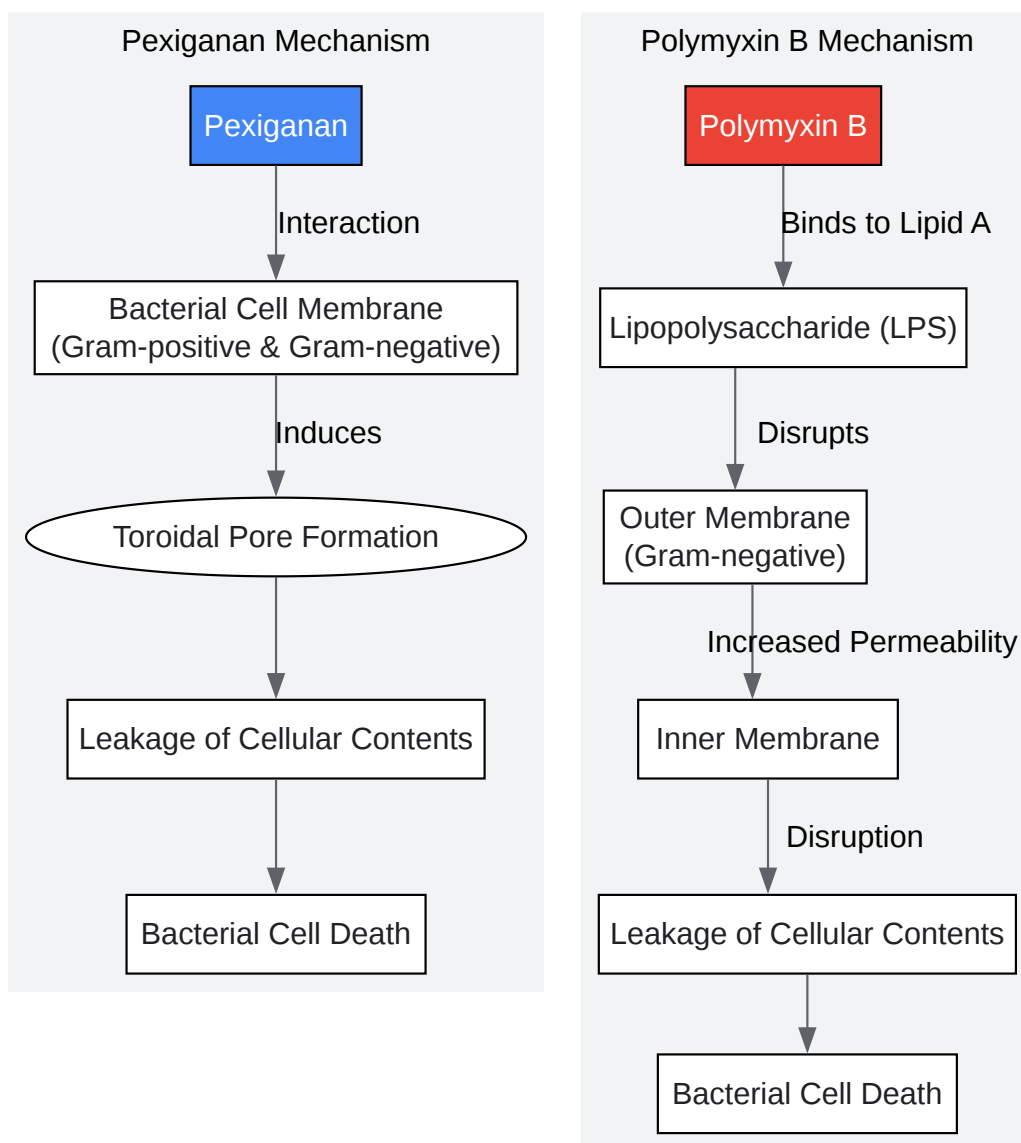 Pexiganan Mechanism
Pexiganan
Interaction
Bacterial Cell Membrane
(Gram-positive & Gram-negative)
Induces
Toroidal Pore Formation
Leakage of Cellular Contents
Bacterial Cell Death
Polymyxin B Mechanism
Polymyxin B
Binds to Lipid A
Lipopolysaccharide (LPS)
Disrupts
Outer Membrane
(Gram-negative)
Increased Permeability
Inner Membrane
Disruption
Leakage of Cellular Contents
Bacterial Cell Death